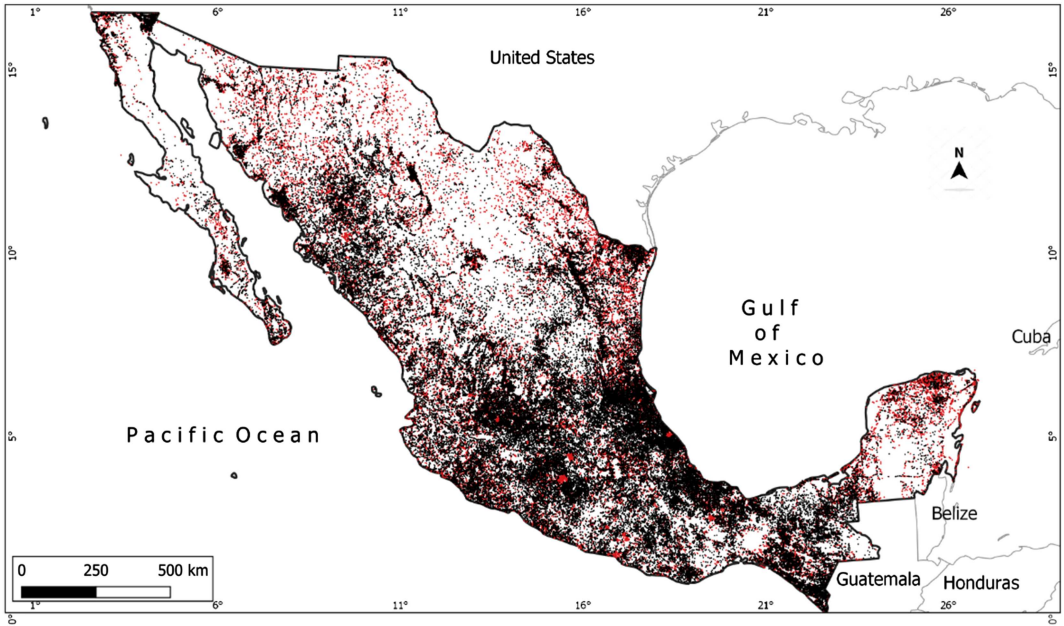 1° 6° 11° 16° 21° 26°
15° 15°
United States
N
10° 10°
Gulf
of
Mexico
Cuba
Pacific Ocean
5° 5°
Belize
Guatemala Honduras
0 250 500 km
1° 6° 11° 16° 21° 26°
0° 0°